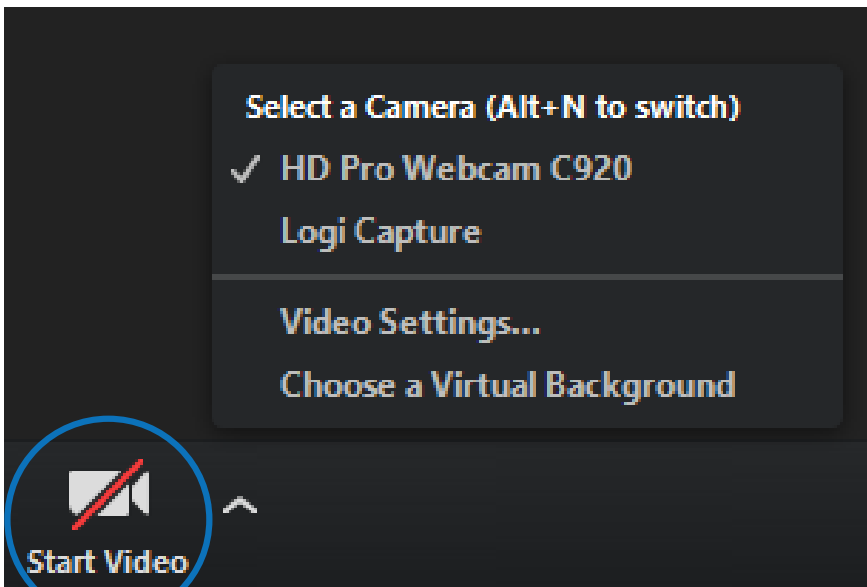 Select a Camera (Alt+N to switch)
HD Pro Webcam C920
Logi Capture
Video Settings...
Choose a Virtual Background
Start Video